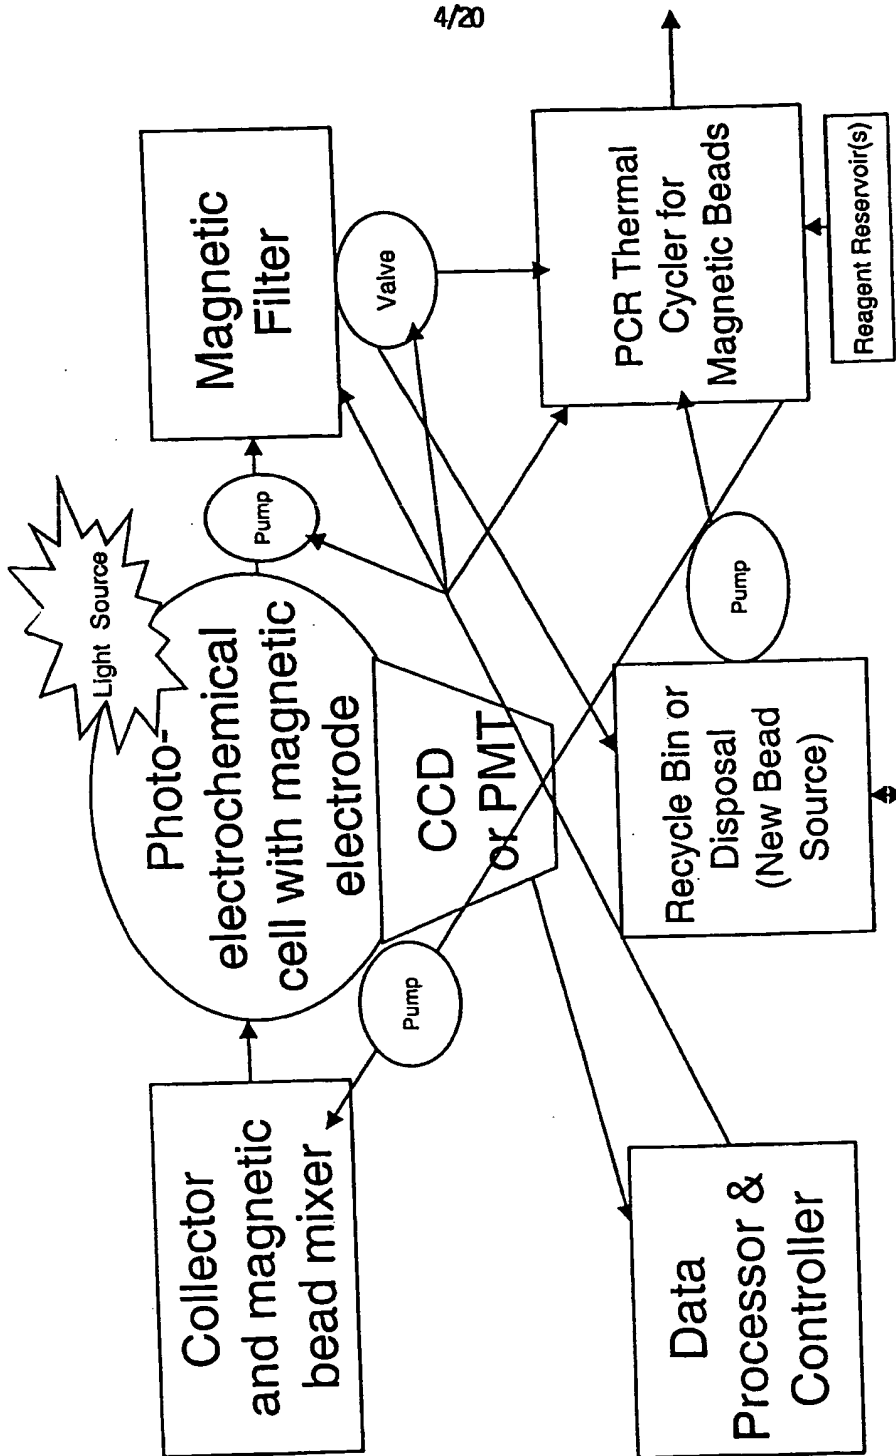 4/20
Light Source
Collector
and magnetic
bead mixer
Photo-
electrochemical
cell with magnetic
electrode
Pump
Magnetic
Filter
CCD
or PMT
Pump
Valve
Data
Processor &
Controller
Recycle Bin or
Disposal
(New Bead
Source)
Pump
PCR Thermal
Cycler for
Magnetic Beads
Reagent Reservoir(s)